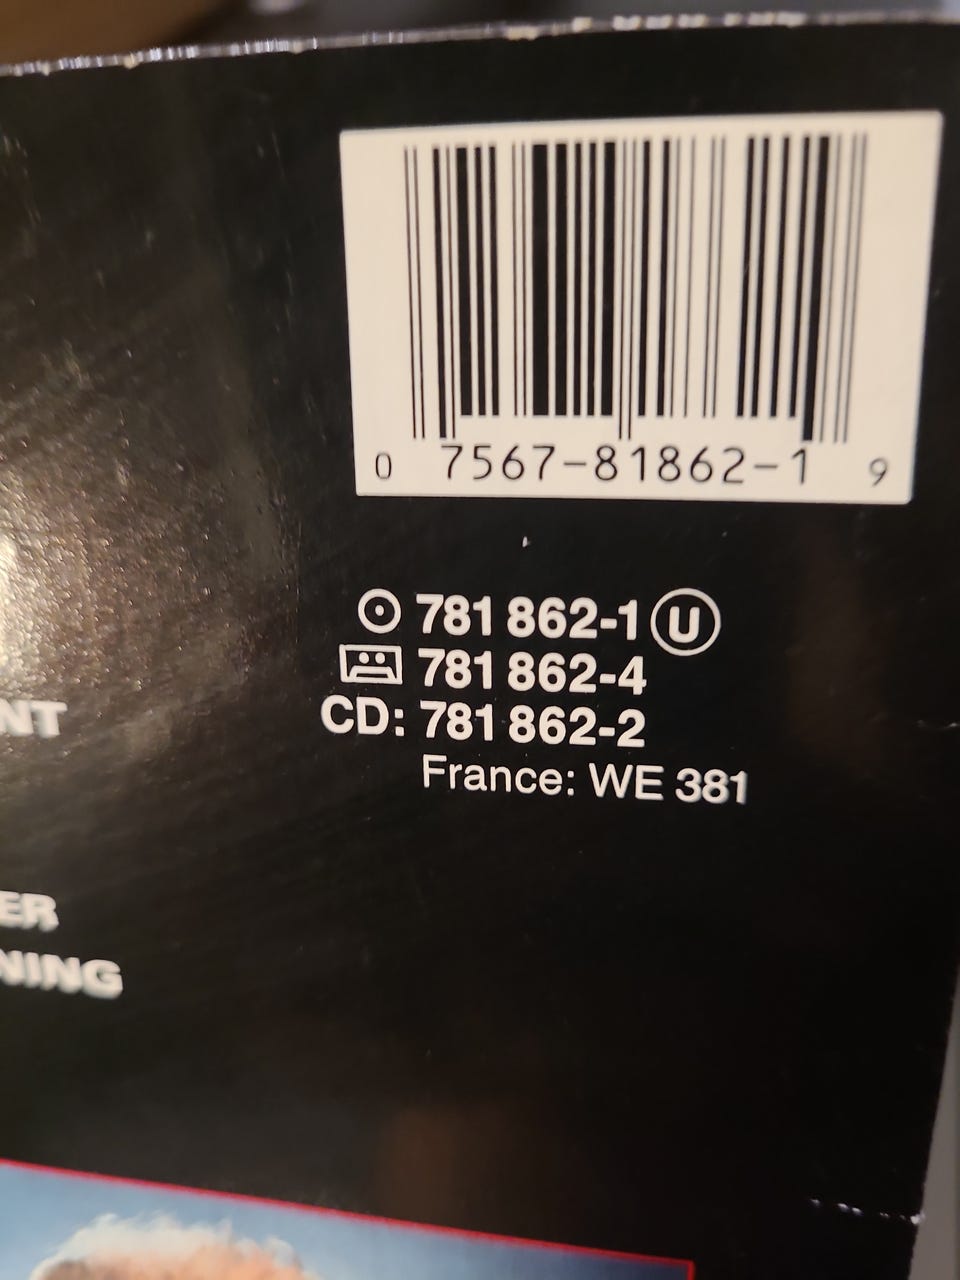 0 7567-81862-1 9
781 862-1 U
781 862-4
NT
CD: 781 862-2
France: WE 381
ER
NING